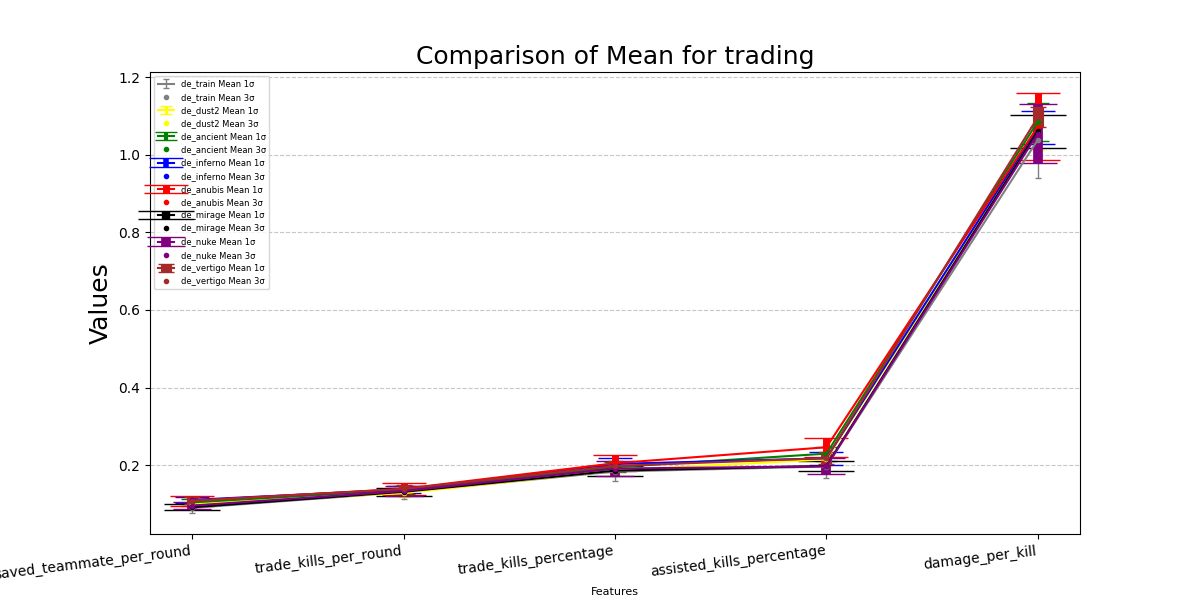 Comparison of Mean for trading
Values
1.2
1.0
0.8
0.6
0.4
0.2
de_train Mean 1σ
de_train Mean 3σ
de_dust2 Mean 1σ
de_dust2 Mean 3σ
de_ancient Mean 1σ
de_ancient Mean 3σ
de_inferno Mean 1σ
de_inferno Mean 3σ
de_anubis Mean 1σ
de_anubis Mean 3σ
de_mirage Mean 1σ
de_mirage Mean 3σ
de_nuke Mean 1σ
de_nuke Mean 3σ
de_vertigo Mean 1σ
de_vertigo Mean 3σ
saved_teammate_per_round
trade_kills_per_round
trade_kills_percentage
assisted_kills_percentage
damage_per_kill
Features